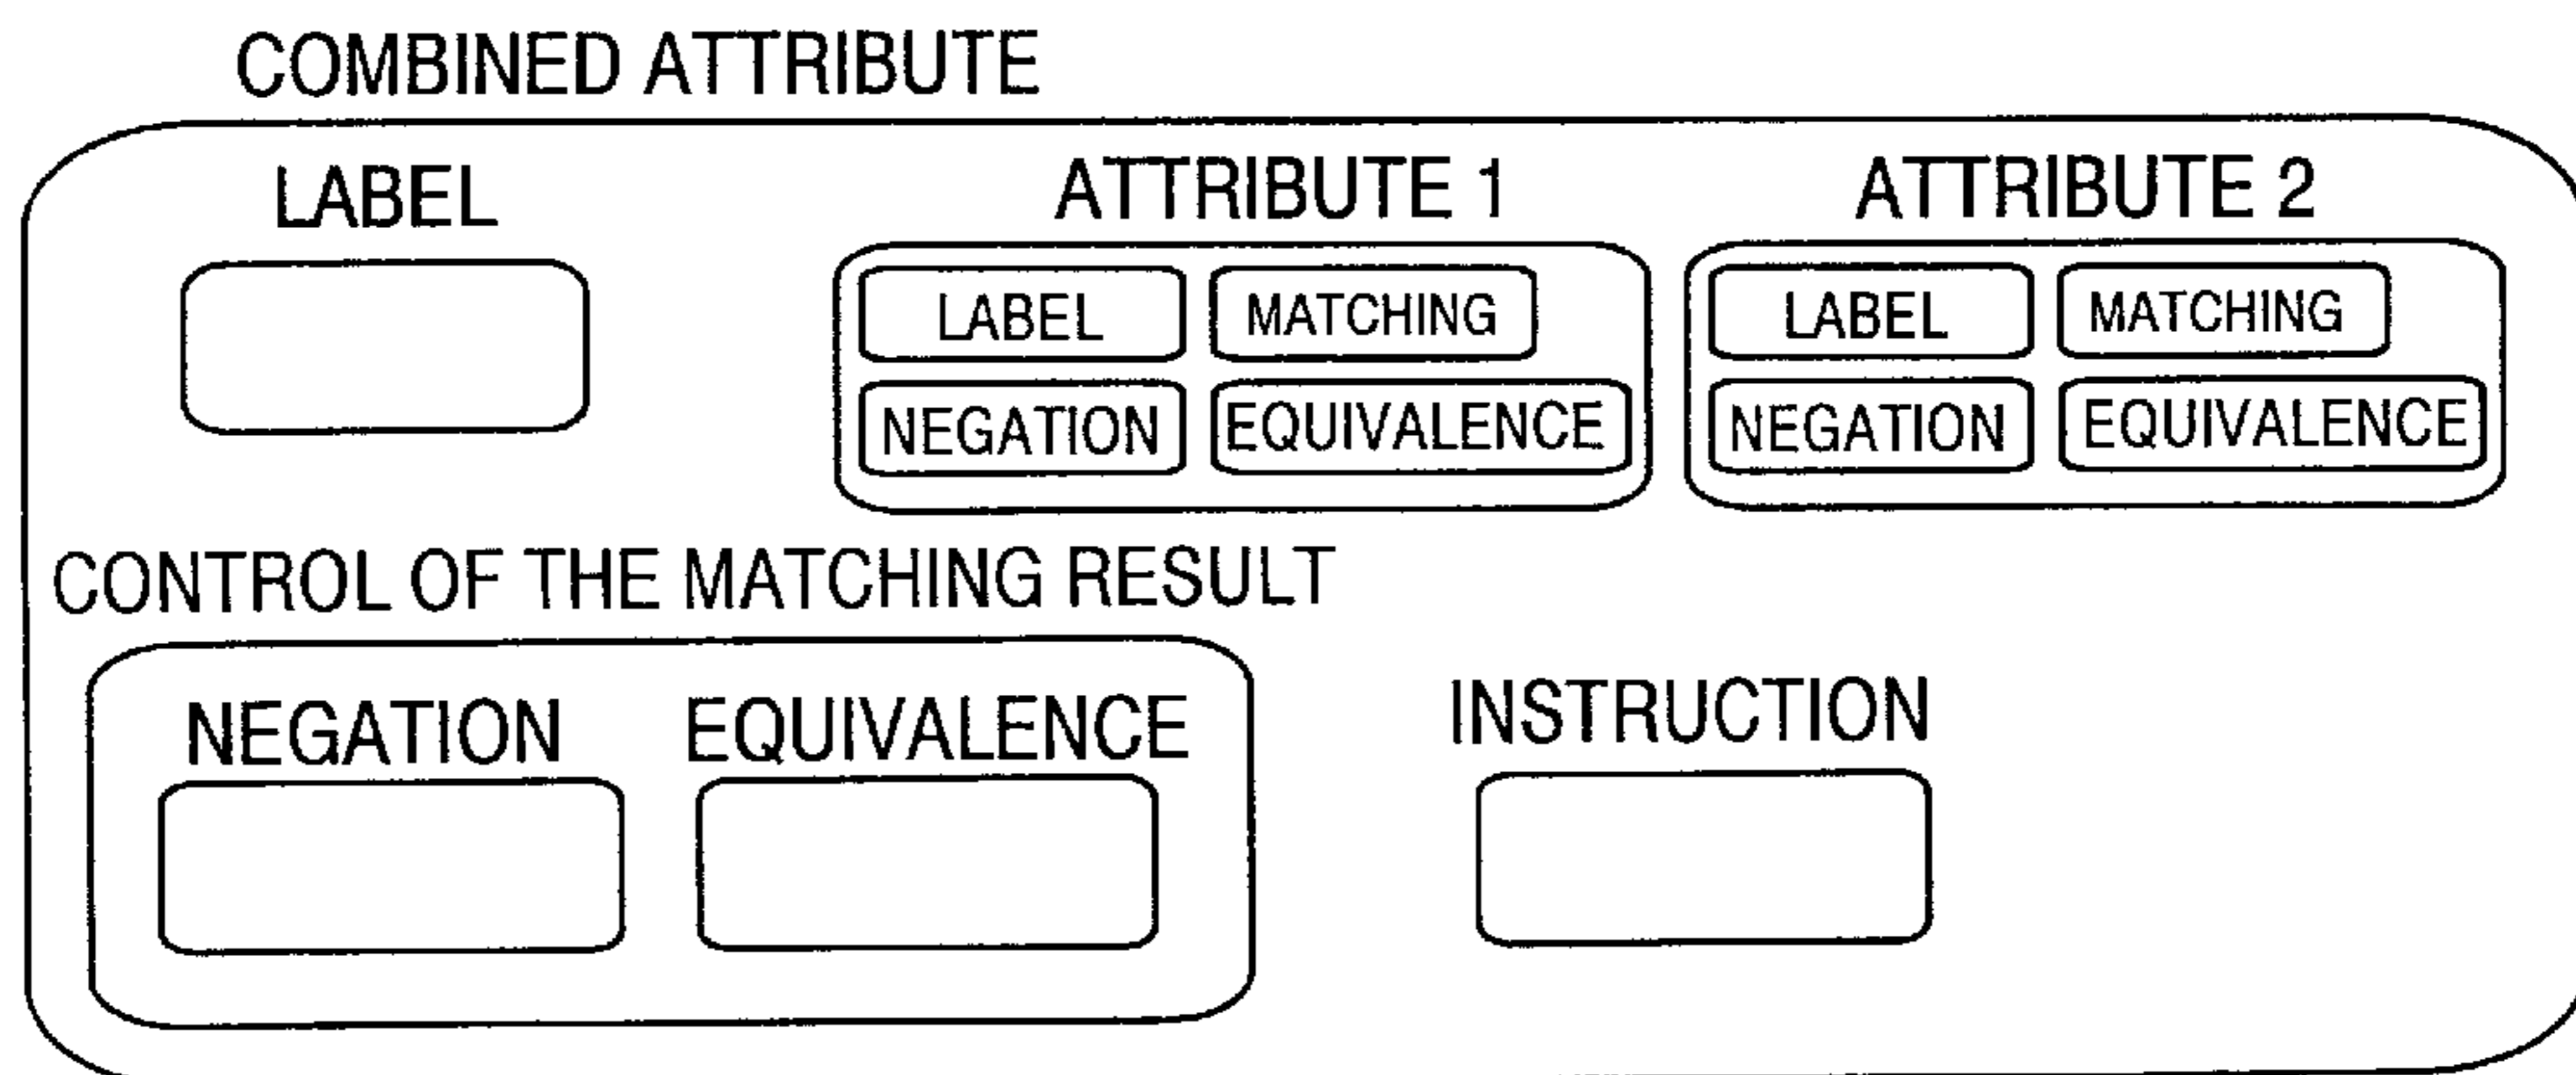 COMBINED ATTRIBUTE
LABEL ATTRIBUTE 1 ATTRIBUTE 2
LABEL MATCHING LABEL MATCHING
NEGATION EQUIVALENCE NEGATION EQUIVALENCE
CONTROL OF THE MATCHING RESULT
NEGATION EQUIVALENCE INSTRUCTION